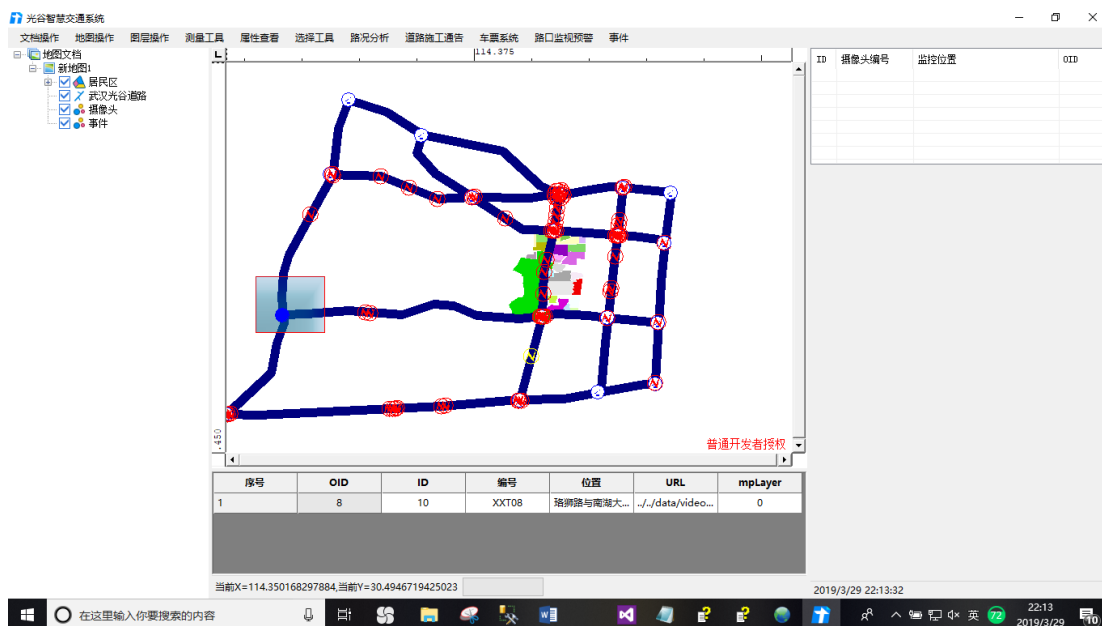 光谷智慧交通系统
文档操作 地图操作 图层操作 测量工具 属性查看 选择工具 路况分析 道路施工通告 车票系统 路口监视预警 事件
地图文档
新地图1
居民区
武汉光谷道路
摄像头
事件
L
114.375
ID 摄像头编号 监控位置 OID
.450
普通开发者授权
序号 OID ID 编号 位置 URL mpLayer
1 8 10 XXT08 珞狮路与南湖大... ../../data/video... 0
当前X=114.350168297884,当前Y=30.4946719425023
2019/3/29 22:13:32
在这里输入你要搜索的内容
英 72 22:13
2019/3/29
10